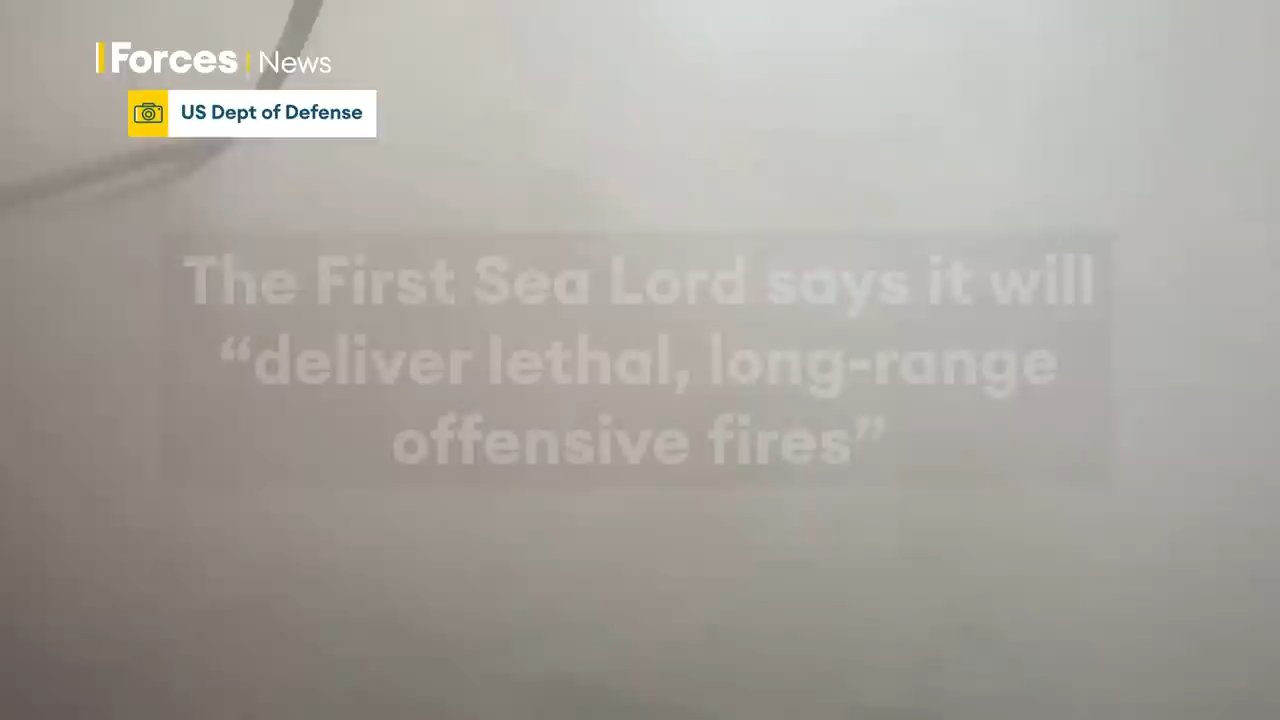 Forces News
US Dept of Defense
The First Sea Lord says it will
“deliver lethal, long-range
offensive fires”